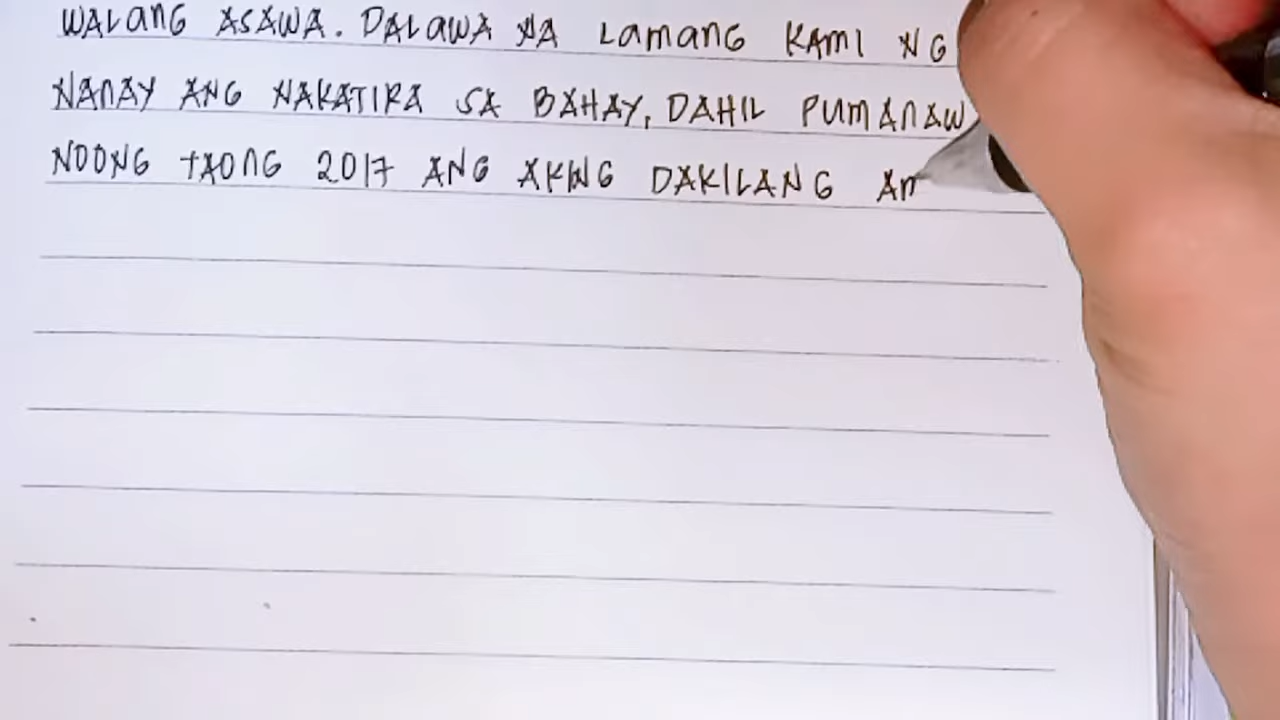 WALANG ASAWA. DALAWA NA LAMANG KAMI NG
NANAY ANG NAKATIRA SA BAHAY, DAHIL PUMANAW
NOONG TAONG 2017 ANG AKING DAKILANG